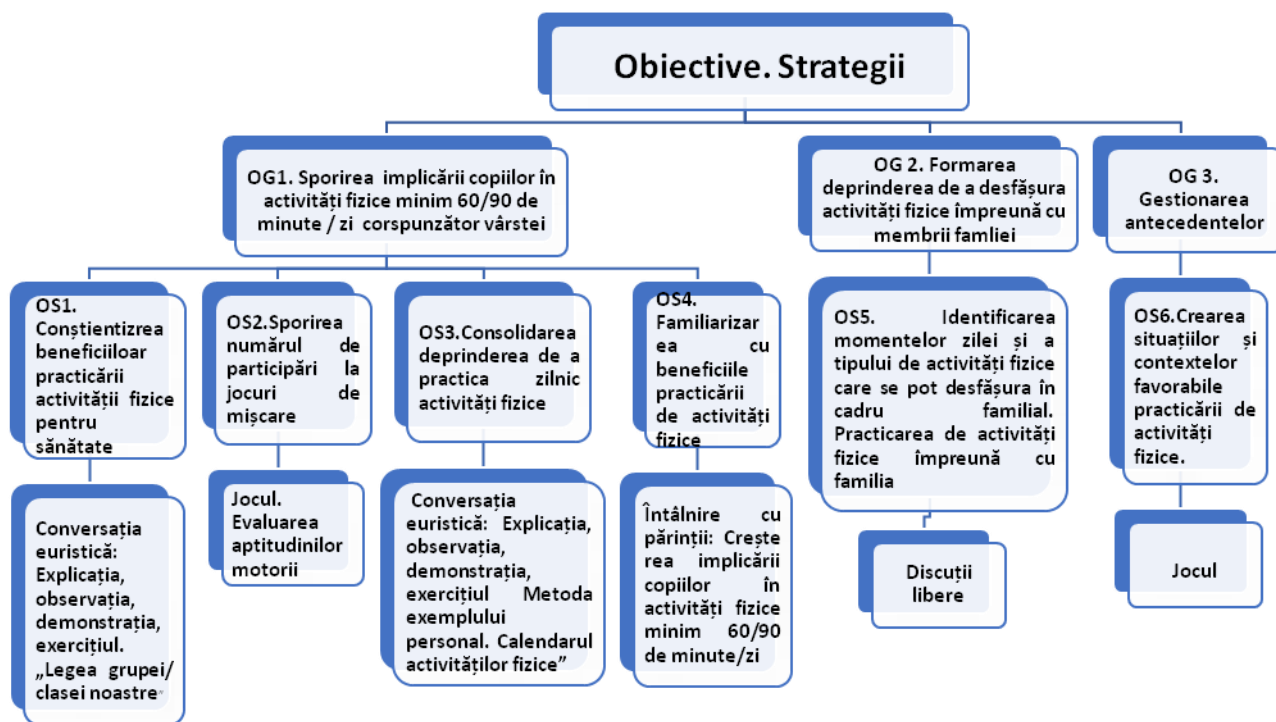 Obiective. Strategii
OG1. Sporirea implicării copiilor în
activități fizice minim 60/90 de
minute / zi corspunzător vârstei
OG 2. Formarea
deprinderea de a desfășura
activități fizice împreună cu
membrii famliei
OG 3.
Gestionarea
antecedentelor
OS1.
Conștientizrea
beneficiiloar
practicării
activității fizice
pentru
sănătate
OS2.Sporirea
numărul de
participări la
jocuri de
mișcare
OS3.Consolidarea
deprinderea de a
practica zilnic
activități fizice
OS4.
Familiarizar
ea cu
beneficiile
practicării
de activități
fizice
OS5. Identificarea
momentelor zilei și a
tipului de activități fizice
care se pot desfășura în
cadru familial.
Practicarea de activități
fizice împreună cu
familia
OS6.Crearea
situațiilor și
contextelor
favorabile
practicării de
activități
fizice.
Conversația
euristică:
Explicația,
observația,
demonstrația,
exercițiul.
„Legea grupei/
clasei noastre”
Jocul.
Evaluarea
aptitudinilor
motorii
Conversația
euristică: Explicația,
observația,
demonstrația,
exercițiul Metoda
exemplului
personal. Calendarul
activităților fizice”
Întâlnire cu
părinții: Crește
rea implicării
copiilor în
activități fizice
minim 60/90
de minute/zi
Discuții
libere
Jocul